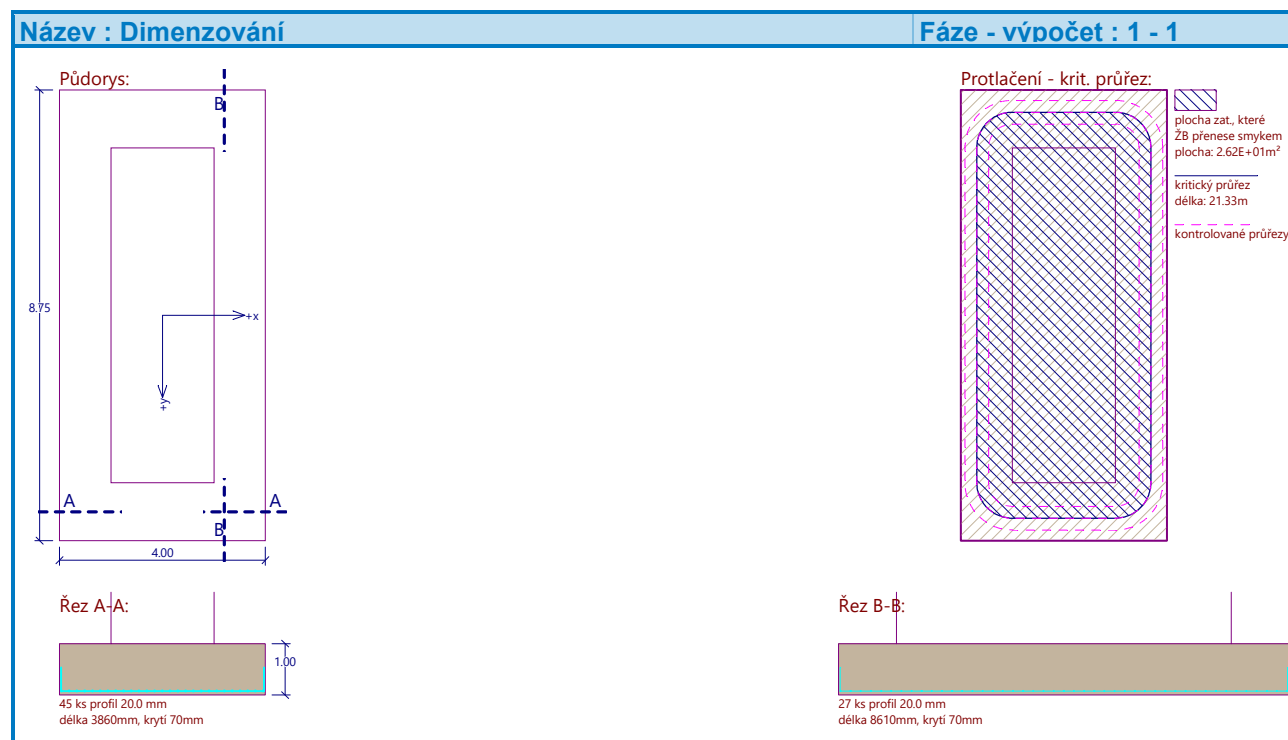 Název : Dimenzování
Fáze - výpočet : 1 - 1
Půdorys:
B
8.75
+x
+y
A
A
B
4.00
Protlačení - krit. průřez:
plocha zat., které
ŽB přenese smykem
plocha: 2.62E+01m²
kritický průřez
délka: 21.33m
kontrolované průřezy
Řez A-A:
1.00
45 ks profil 20.0 mm
délka 3860mm, krytí 70mm
Řez B-B:
27 ks profil 20.0 mm
délka 8610mm, krytí 70mm